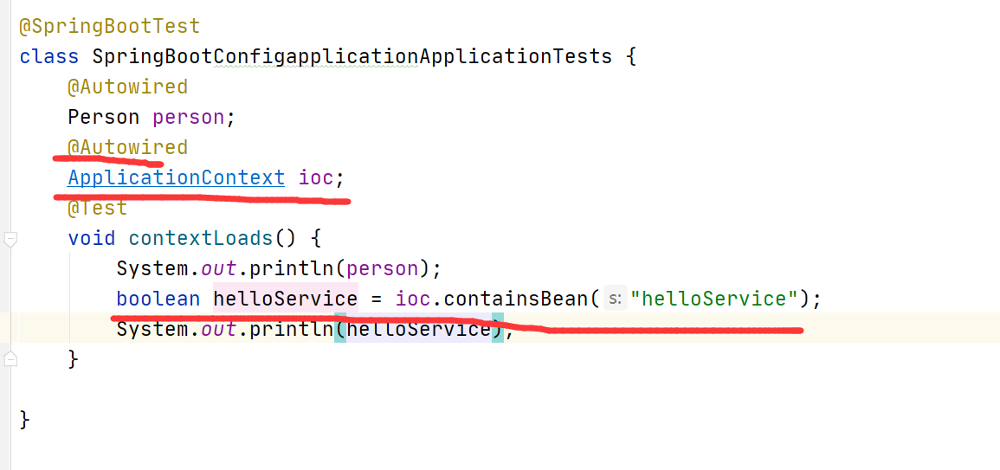 @SpringBootTest
class SpringBootConfigapplicationApplicationTests {
    @Autowired
    Person person;
    @Autowired
    ApplicationContext ioc;
    @Test
    void contextLoads() {
        System.out.println(person);
        boolean helloService = ioc.containsBean( s: "helloService");
        System.out.println(helloService);
    }
}